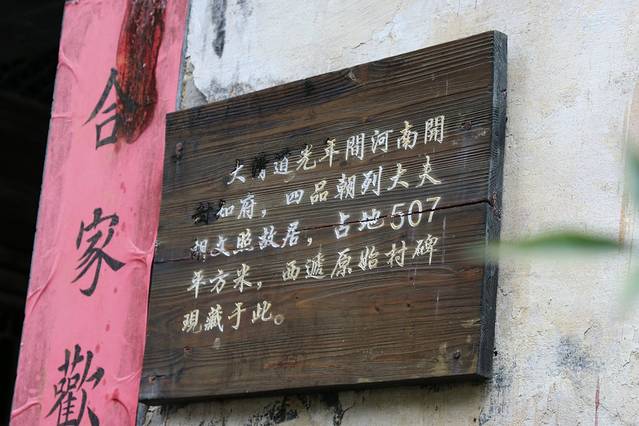 合家歡
大清道光年間河南開
封知府，四品朝列大夫
胡文照故居，占地507
平方米，西遞原始村碑
現藏于此。